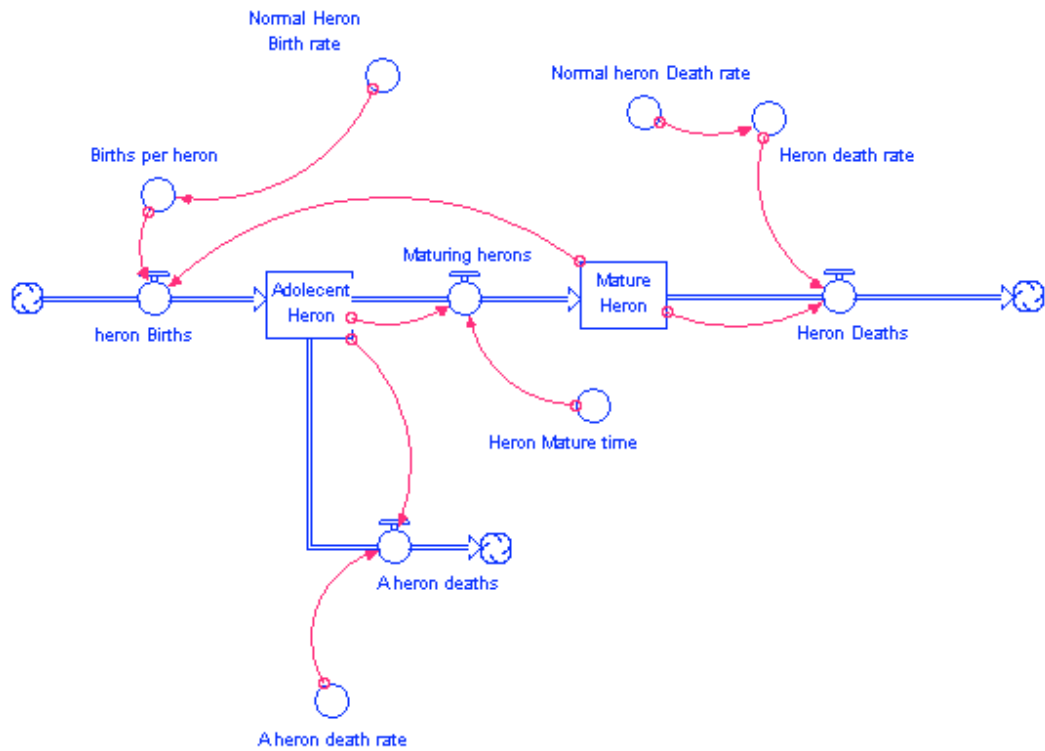 Normal Heron
Birth rate
Normal heron Death rate
Births per heron
Heron death rate
Maturing herons
Adolecent
Heron
Mature
Heron
heron Births
Heron Deaths
Heron Mature time
A heron deaths
A heron death rate